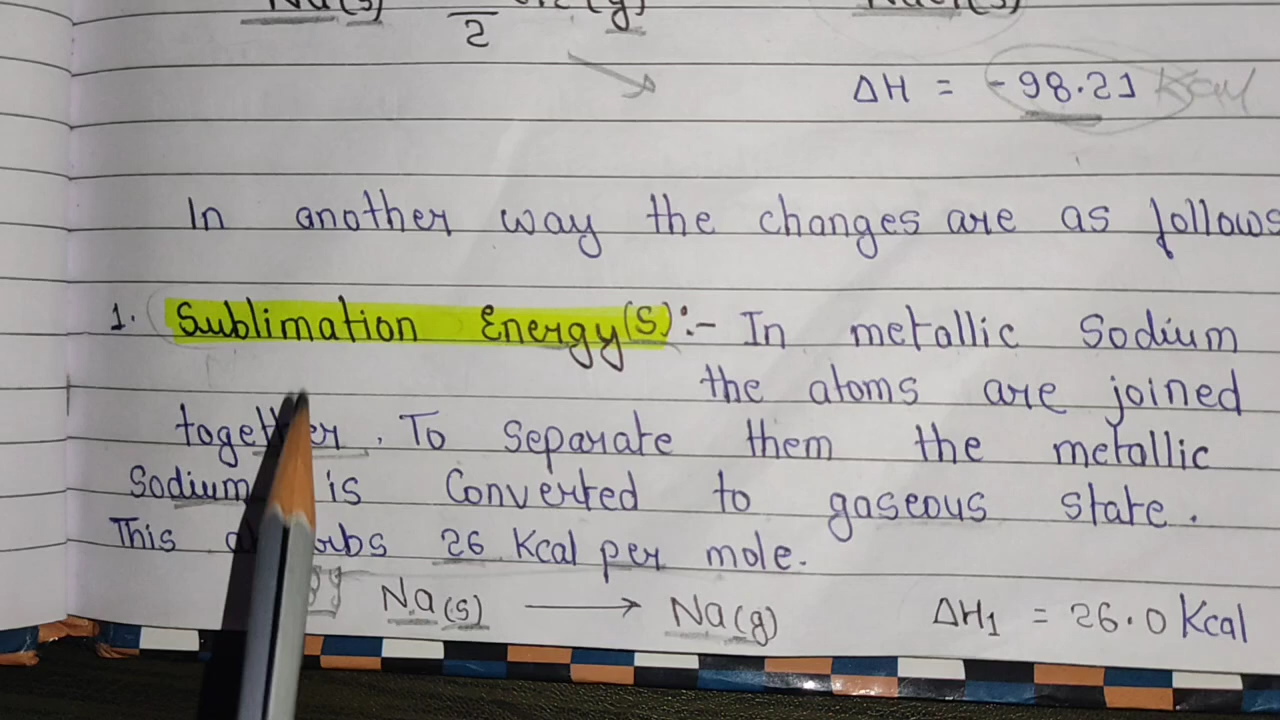 2
ΔH = -98.21 Kcal
In another way the changes are as follows
1. Sublimation Energy(S):- In metallic Sodium
the atoms are joined
together. To separate them the metallic
Sodium is Converted to gaseous state.
This 26 Kcal per mole.
Na(s) → Na(g) ΔH1 = 26.0 Kcal